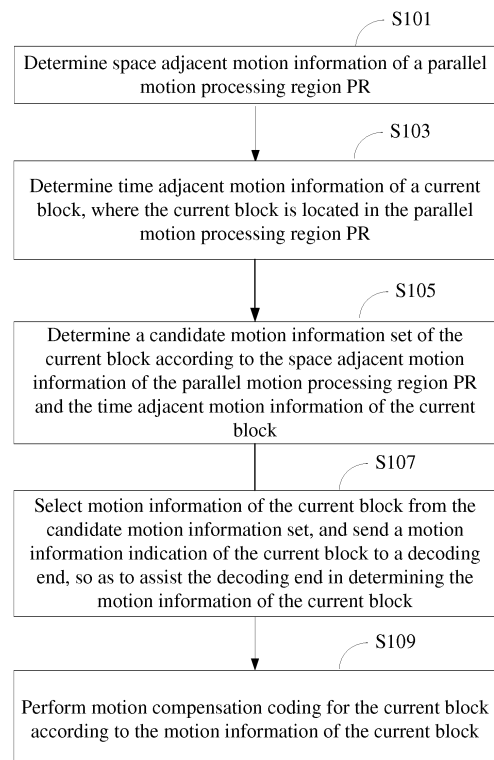 S101
Determine space adjacent motion information of a parallel
motion processing region PR
S103
Determine time adjacent motion information of a current
block, where the current block is located in the parallel
motion processing region PR
S105
Determine a candidate motion information set of the
current block according to the space adjacent motion
information of the parallel motion processing region PR
and the time adjacent motion information of the current
block
S107
Select motion information of the current block from the
candidate motion information set, and send a motion
information indication of the current block to a decoding
end, so as to assist the decoding end in determining the
motion information of the current block
S109
Perform motion compensation coding for the current block
according to the motion information of the current block